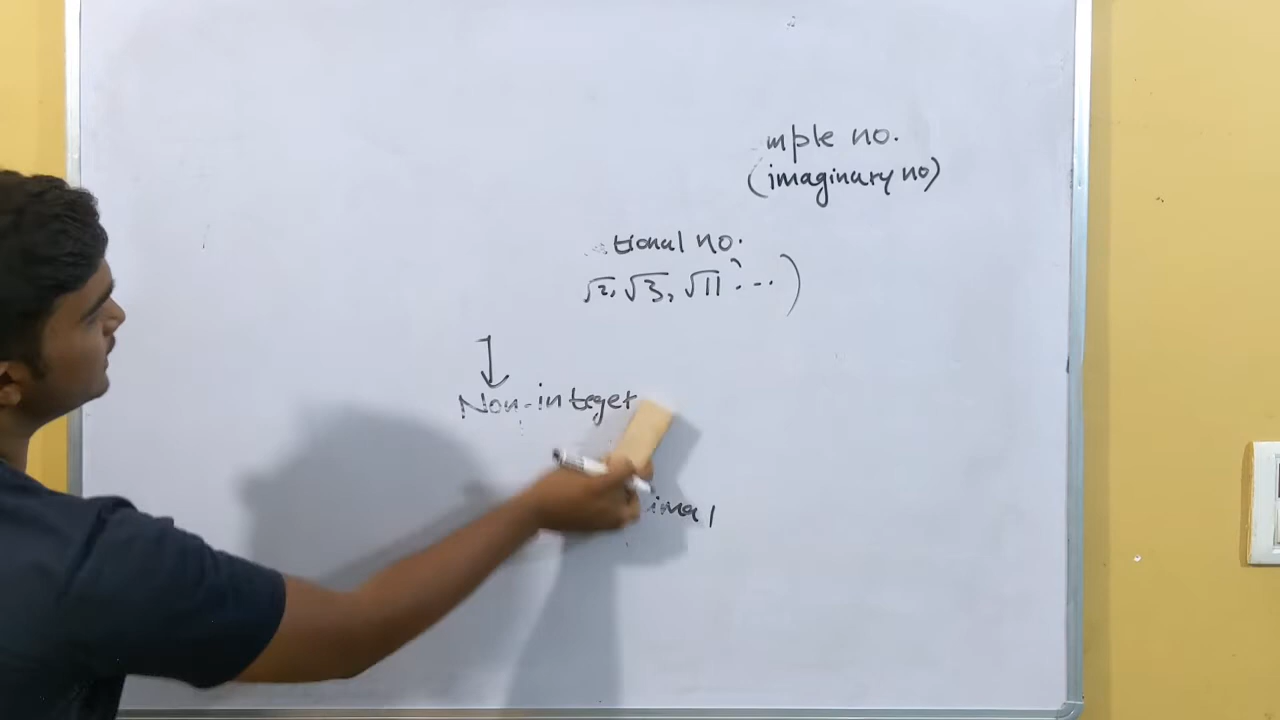 mple no.
(imaginary no)
tional no.
√2, √3, √11 ...)
Non-integer
imal